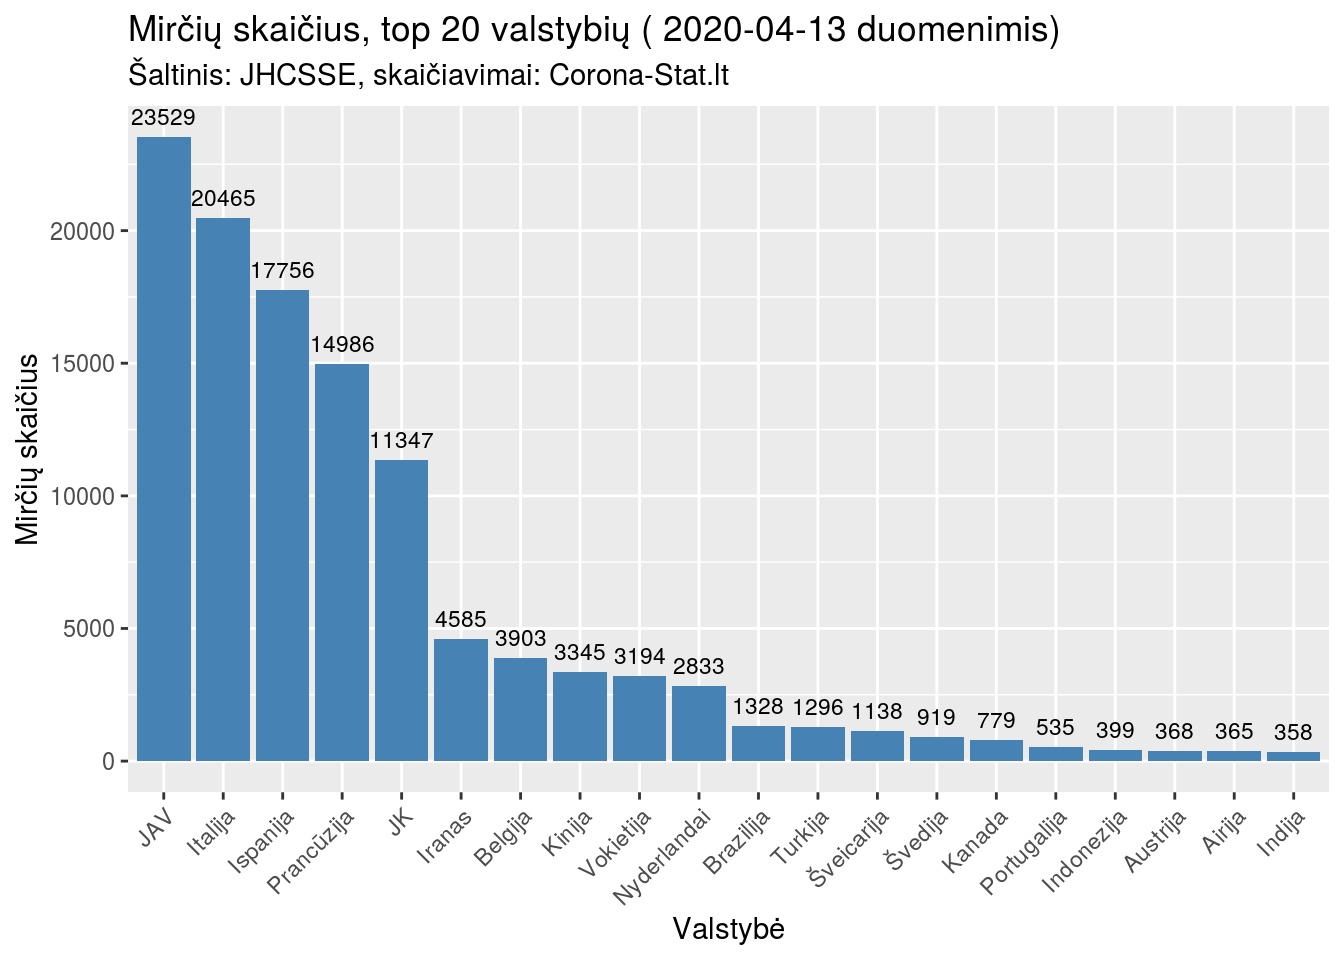 Mirčių skaičius, top 20 valstybių ( 2020-04-13 duomenimis)
Šaltinis: JHCSSE, skaičiavimai: Corona-Stat.lt
Mirčių skaičius
20000
15000
10000
5000
0
23529
20465
17756
14986
11347
4585
3903
3345
3194
2833
1328
1296
1138
919
779
535
399
368
365
358
JAV
Italija
Ispanija
Prancūzija
JK
Iranas
Belgija
Kinija
Vokietija
Nyderlandai
Brazilija
Turkija
Šveicarija
Švedija
Kanada
Portugalija
Indonezija
Austrija
Airija
Indija
Valstybė